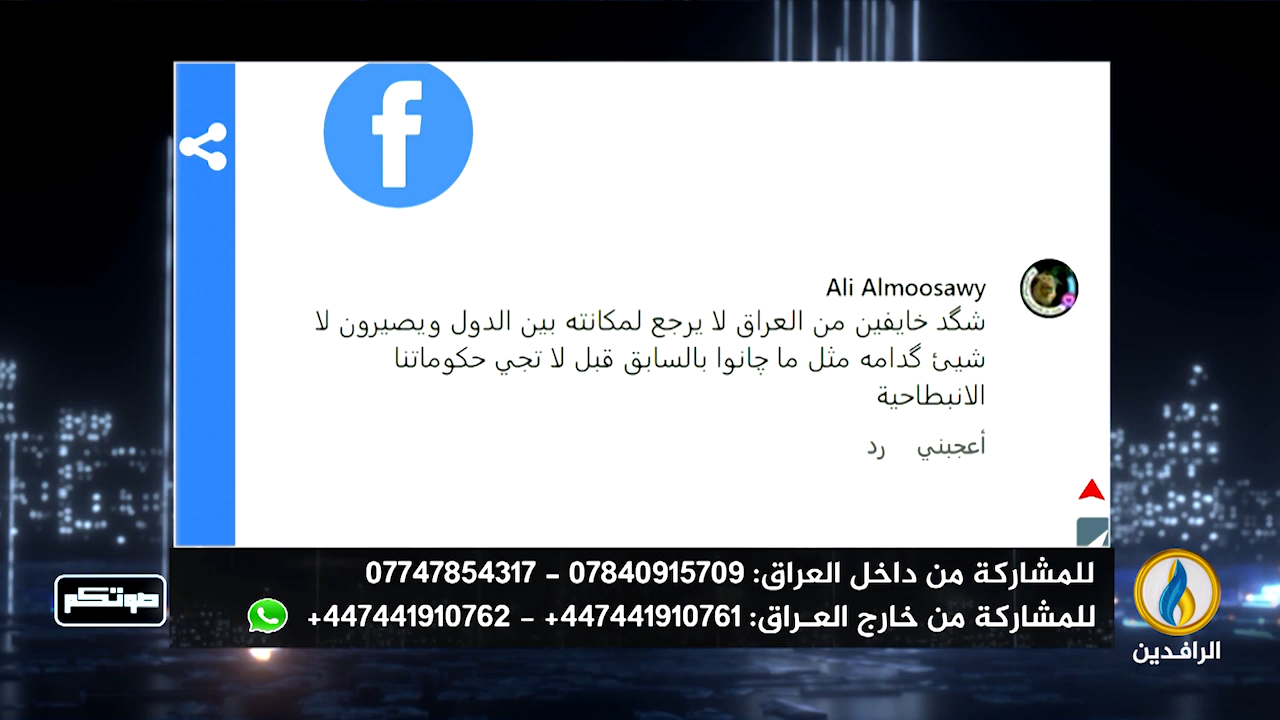 Ali Almoosawy
شگد خايفين من العراق لا يرجع لمكانته بين الدول ويصيرون لا
شيئ گدامه مثل ما چانوا بالسابق قبل لا تجي حكوماتنا
الانبطاحية
أعجبني رد
للمشاركة من داخل العراق: 07840915709 - 07747854317
للمشاركة من خارج العـراق: 447441910761+ - 447441910762+
صوتكم
الرافـدين